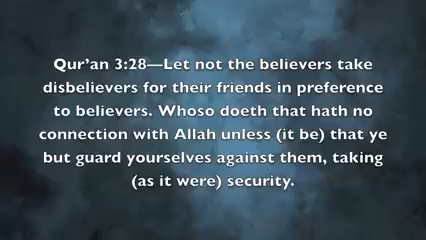 Qur’an 3:28—Let not the believers take
disbelievers for their friends in preference
to believers. Whoso doeth that hath no
connection with Allah unless (it be) that ye
but guard yourselves against them, taking
(as it were) security.